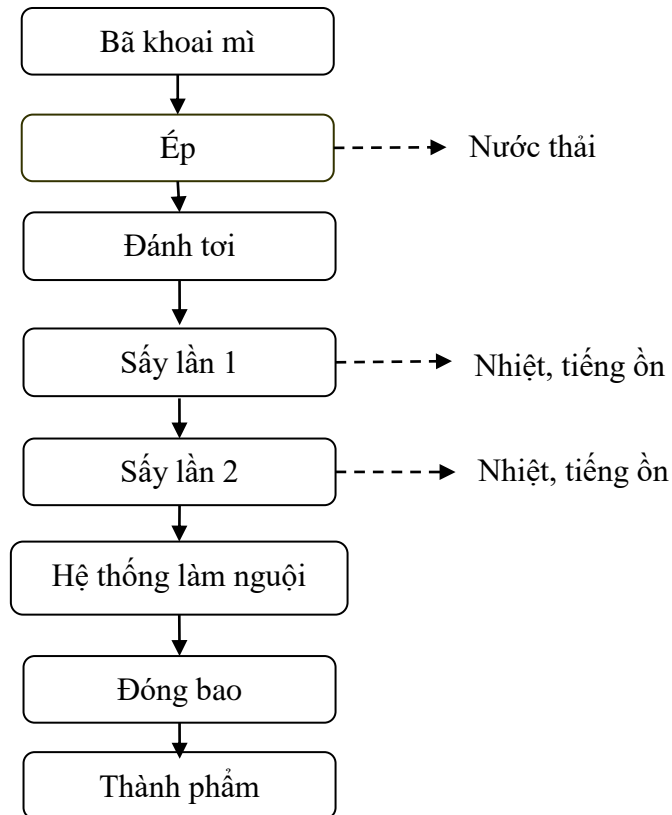 Bã khoai mì
Ép
Nước thải
Đánh tơi
Sấy lần 1
Nhiệt, tiếng ồn
Sấy lần 2
Nhiệt, tiếng ồn
Hệ thống làm nguội
Đóng bao
Thành phẩm